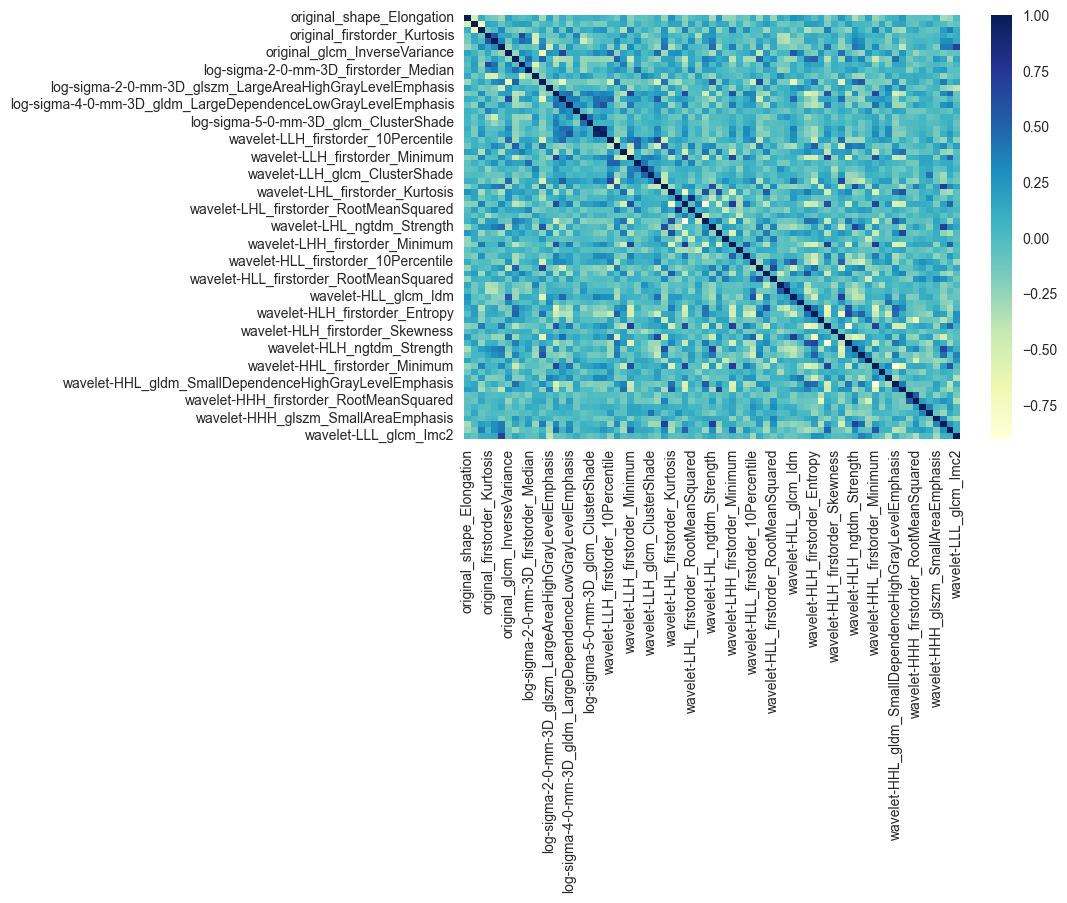 original_shape_Elongation
original_firstorder_Kurtosis
original_glcm_InverseVariance
log-sigma-2-0-mm-3D_firstorder_Median
log-sigma-2-0-mm-3D_glszm_LargeAreaHighGrayLevelEmphasis
log-sigma-4-0-mm-3D_gldm_LargeDependenceLowGrayLevelEmphasis
log-sigma-5-0-mm-3D_glcm_ClusterShade
wavelet-LLH_firstorder_10Percentile
wavelet-LLH_firstorder_Minimum
wavelet-LLH_glcm_ClusterShade
wavelet-LHL_firstorder_Kurtosis
wavelet-LHL_firstorder_RootMeanSquared
wavelet-LHL_ngtdm_Strength
wavelet-LHH_firstorder_Minimum
wavelet-HLL_firstorder_10Percentile
wavelet-HLL_firstorder_RootMeanSquared
wavelet-HLL_glcm_Idm
wavelet-HLH_firstorder_Entropy
wavelet-HLH_firstorder_Skewness
wavelet-HLH_ngtdm_Strength
wavelet-HHL_firstorder_Minimum
wavelet-HHL_gldm_SmallDependenceHighGrayLevelEmphasis
wavelet-HHH_firstorder_RootMeanSquared
wavelet-HHH_glszm_SmallAreaEmphasis
wavelet-LLL_glcm_Imc2
original_shape_Elongation
original_firstorder_Kurtosis
original_glcm_InverseVariance
log-sigma-2-0-mm-3D_firstorder_Median
log-sigma-2-0-mm-3D_glszm_LargeAreaHighGrayLevelEmphasis
log-sigma-4-0-mm-3D_gldm_LargeDependenceLowGrayLevelEmphasis
log-sigma-5-0-mm-3D_glcm_ClusterShade
wavelet-LLH_firstorder_10Percentile
wavelet-LLH_firstorder_Minimum
wavelet-LLH_glcm_ClusterShade
wavelet-LHL_firstorder_Kurtosis
wavelet-LHL_firstorder_RootMeanSquared
wavelet-LHL_ngtdm_Strength
wavelet-LHH_firstorder_Minimum
wavelet-HLL_firstorder_10Percentile
wavelet-HLL_firstorder_RootMeanSquared
wavelet-HLL_glcm_Idm
wavelet-HLH_firstorder_Entropy
wavelet-HLH_firstorder_Skewness
wavelet-HLH_ngtdm_Strength
wavelet-HHL_firstorder_Minimum
wavelet-HHL_gldm_SmallDependenceHighGrayLevelEmphasis
wavelet-HHH_firstorder_RootMeanSquared
wavelet-HHH_glszm_SmallAreaEmphasis
wavelet-LLL_glcm_Imc2
1.00
0.75
0.50
0.25
0.00
−0.25
−0.50
−0.75